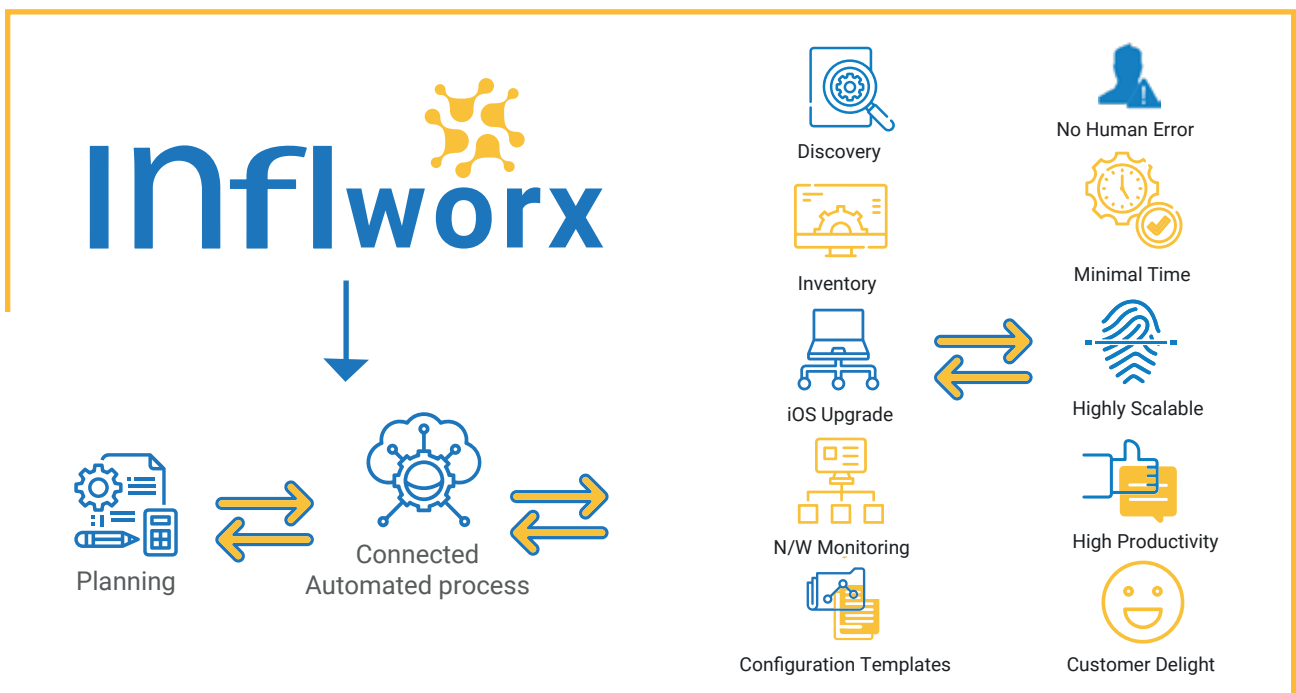 Inflworx
Planning
Connected
Automated process
Discovery
Inventory
iOS Upgrade
N/W Monitoring
Configuration Templates
No Human Error
Minimal Time
Highly Scalable
High Productivity
Customer Delight